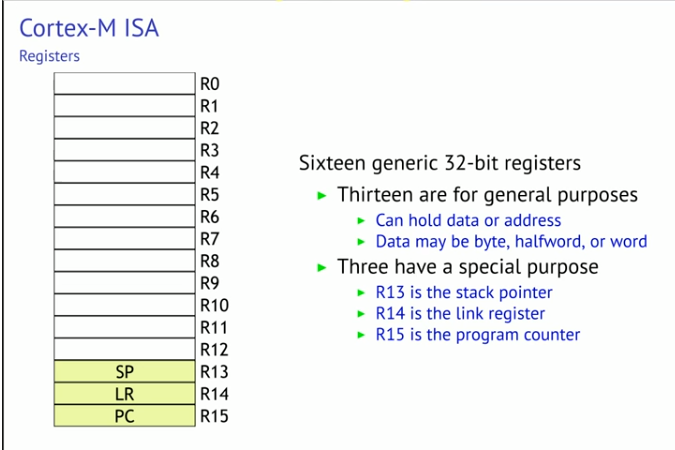 Cortex-M ISA
Registers
R0
R1
R2
R3
R4
R5
R6
R7
R8
R9
R10
R11
R12
SP R13
LR R14
PC R15
Sixteen generic 32-bit registers
Thirteen are for general purposes
Can hold data or address
Data may be byte, halfword, or word
Three have a special purpose
R13 is the stack pointer
R14 is the link register
R15 is the program counter